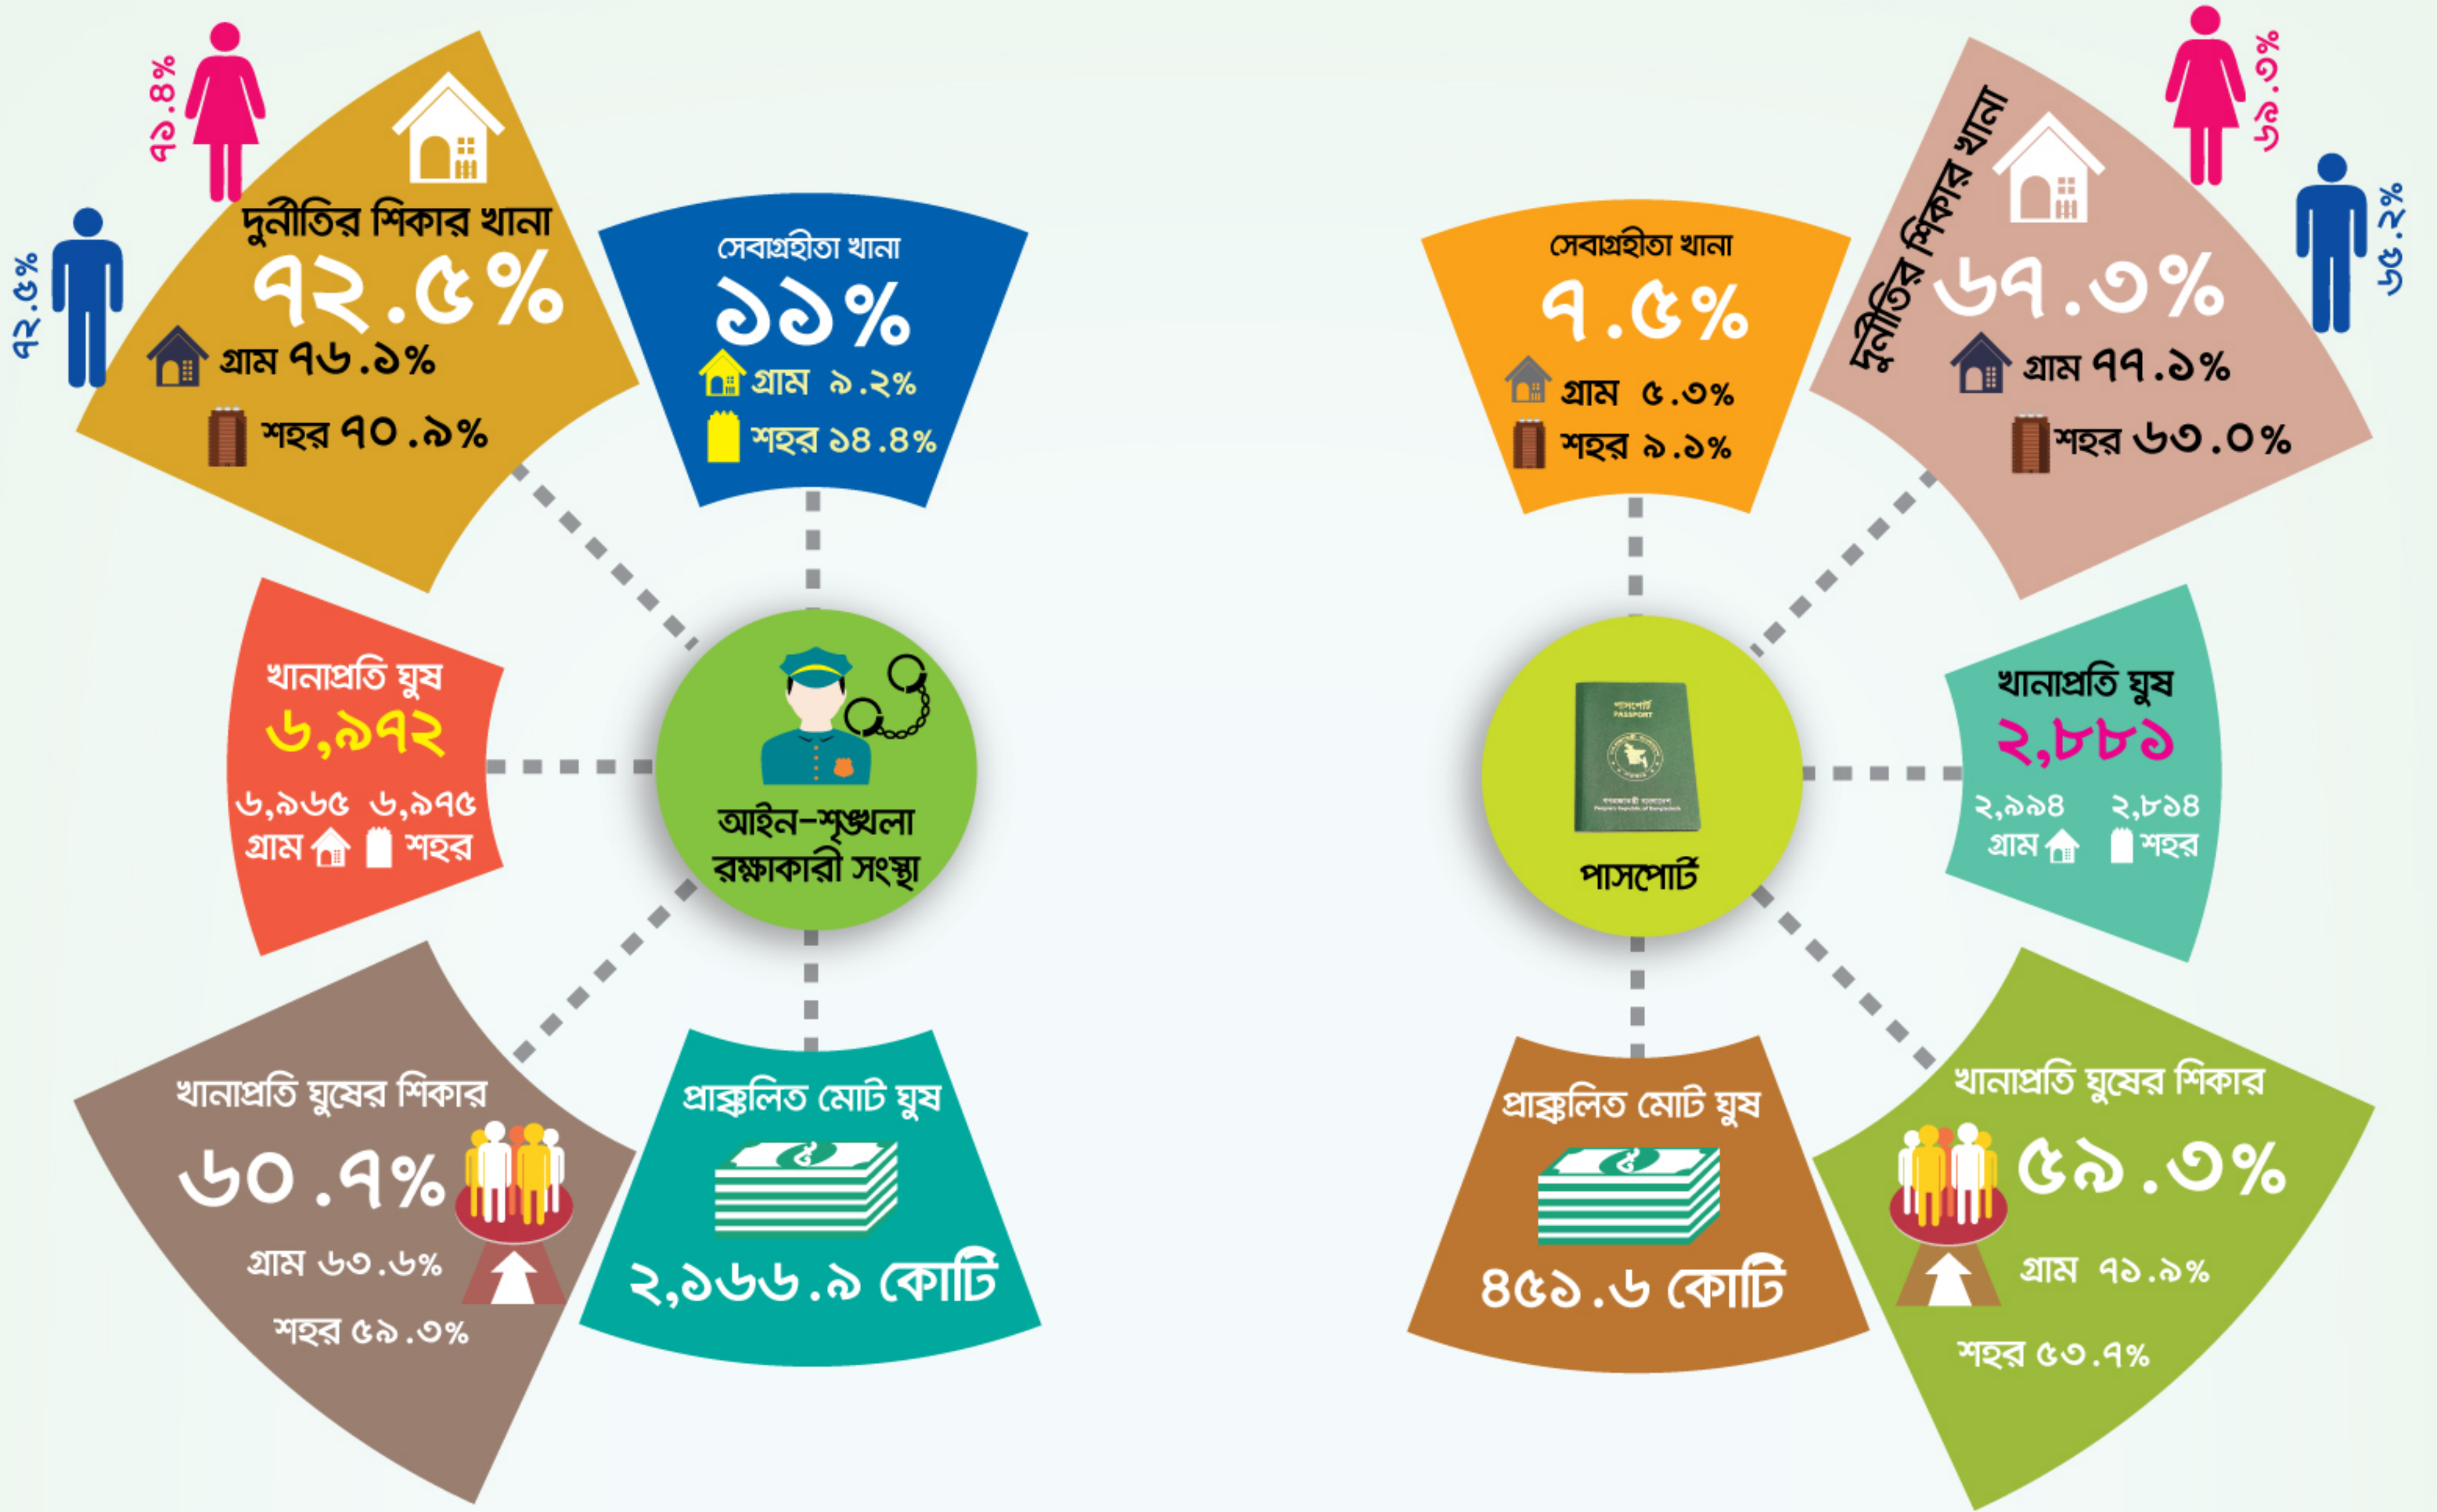 ৭১.৪%
৭২.৫%
দুর্নীতির শিকার খানা
৭২.৫%
গ্রাম ৭৬.১%
শহর ৭০.৯%
সেবাগ্রহীতা খানা
১১%
গ্রাম ৯.২%
শহর ১৪.৪%
খানাপ্রতি ঘুষ
৬,৯৭২
৬,৯৬৫ ৬,৯৭৫
গ্রাম শহর
আইন-শৃঙ্খলা
রক্ষাকারী সংস্থা
খানাপ্রতি ঘুষের শিকার
৬০.৭%
গ্রাম ৬৩.৬%
শহর ৫৯.৩%
প্রাক্কলিত মোট ঘুষ
২,১৬৬.৯ কোটি
সেবাগ্রহীতা খানা
৭.৫%
গ্রাম ৫.৩%
শহর ৯.১%
৬৯.৩%
৬৫.২%
দুর্নীতির শিকার খানা
৬৭.৩%
গ্রাম ৭৭.১%
শহর ৬৩.০%
পাসপোর্ট
PASSPORT
পাসপোর্ট
খানাপ্রতি ঘুষ
২,৮৮১
২,৯৯৪ ২,৮১৪
গ্রাম শহর
খানাপ্রতি ঘুষের শিকার
৫৯.৩%
গ্রাম ৭১.৯%
শহর ৫৩.৭%
প্রাক্কলিত মোট ঘুষ
৪৫১.৬ কোটি